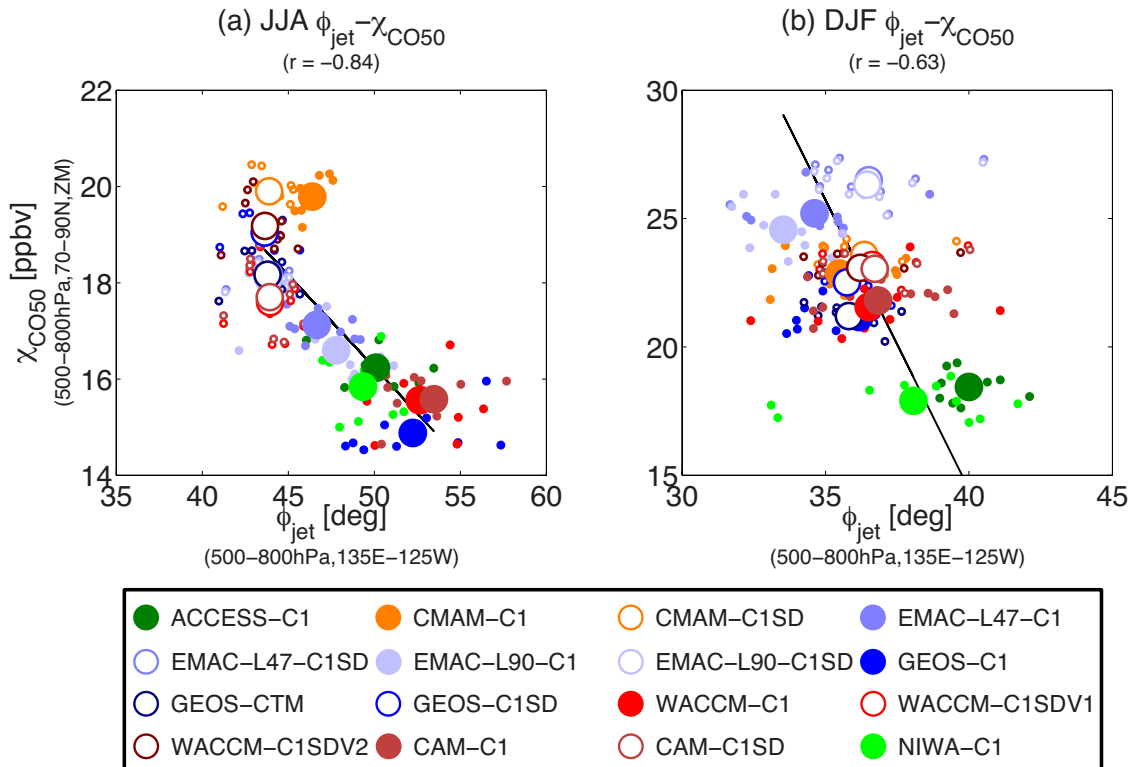 (a) JJA ϕjet−χCO50
(r = −0.84)
22
20
18
16
14
35 40 45 50 55 60
χCO50 [ppbv]
(500−800hPa,70−90N,ZM)
ϕjet [deg]
(500−800hPa,135E−125W)
(b) DJF ϕjet−χCO50
(r = −0.63)
30
25
20
15
30 35 40 45
ϕjet [deg]
(500−800hPa,135E−125W)
ACCESS−C1 CMAM−C1 CMAM−C1SD EMAC−L47−C1
EMAC−L47−C1SD EMAC−L90−C1 EMAC−L90−C1SD GEOS−C1
GEOS−CTM GEOS−C1SD WACCM−C1 WACCM−C1SDV1
WACCM−C1SDV2 CAM−C1 CAM−C1SD NIWA−C1